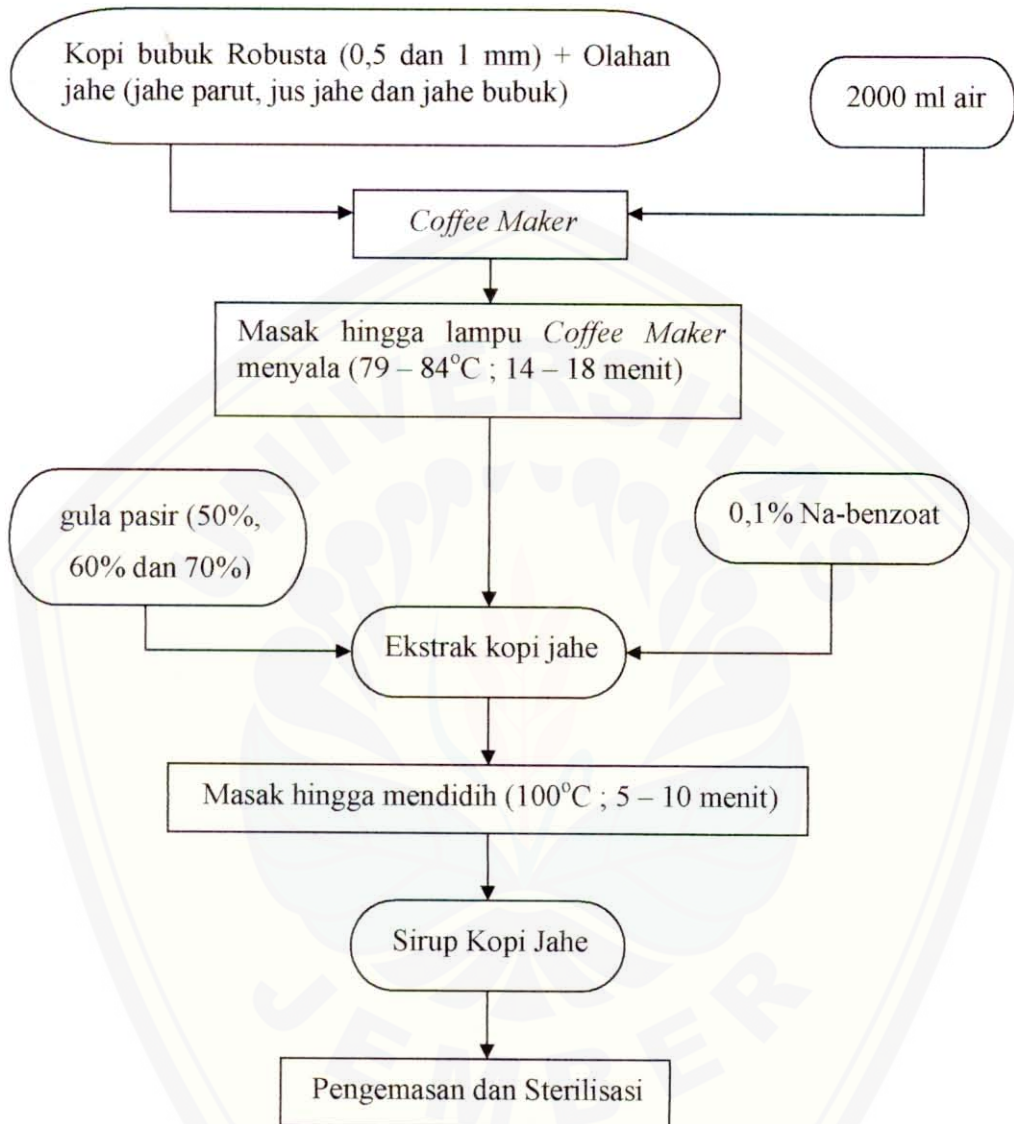 Kopi bubuk Robusta (0,5 dan 1 mm) + Olahan
jahe (jahe parut, jus jahe dan jahe bubuk)
2000 ml air
Coffee Maker
Masak hingga lampu Coffee Maker
menyala (79 – 84°C ; 14 – 18 menit)
gula pasir (50%,
60% dan 70%)
0,1% Na-benzoat
Ekstrak kopi jahe
Masak hingga mendidih (100°C ; 5 – 10 menit)
Sirup Kopi Jahe
Pengemasan dan Sterilisasi
UNIVERSITAS
JEMBER